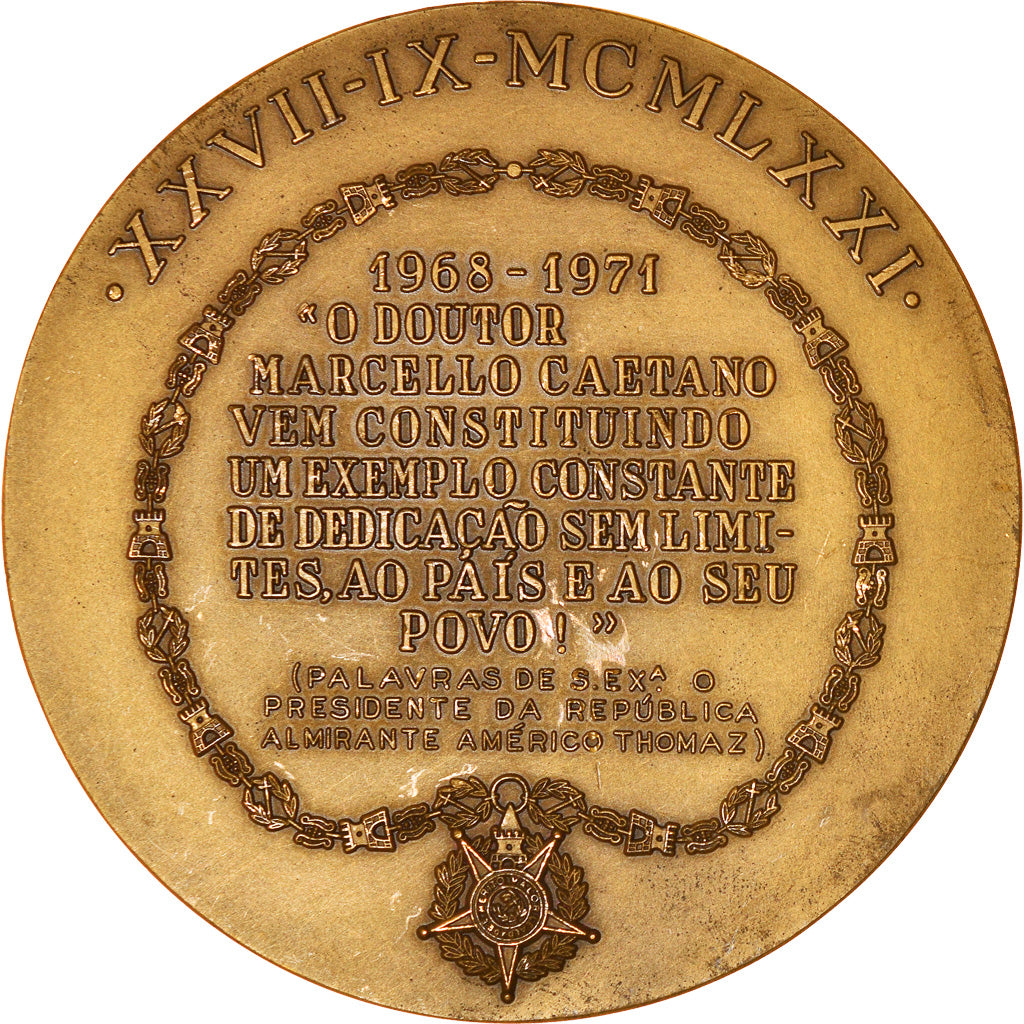 · XXVII-IX-MCMLXXI ·
1968 - 1971
“O DOUTOR
MARCELLO CAETANO
VEM CONSTITUINDO
UM EXEMPLO CONSTANTE
DE DEDICAÇÃO SEM LIMI-
TES, AO PAÍS E AO SEU
POVO! »
(PALAVRAS DE S. EXª O
PRESIDENTE DA REPÚBLICA
ALMIRANTE AMÉRICO THOMAZ)